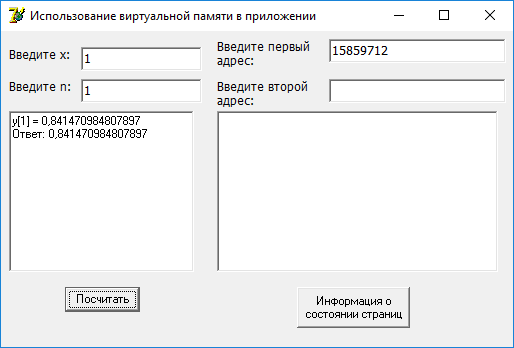 Использование виртуальной памяти в приложении
Введите x:
1
Введите n:
1
Введите первый
адрес:
15859712
Введите второй
адрес:
y[1] = 0,841470984807897
Ответ: 0,841470984807897
Посчитать
Информация о
состоянии страниц